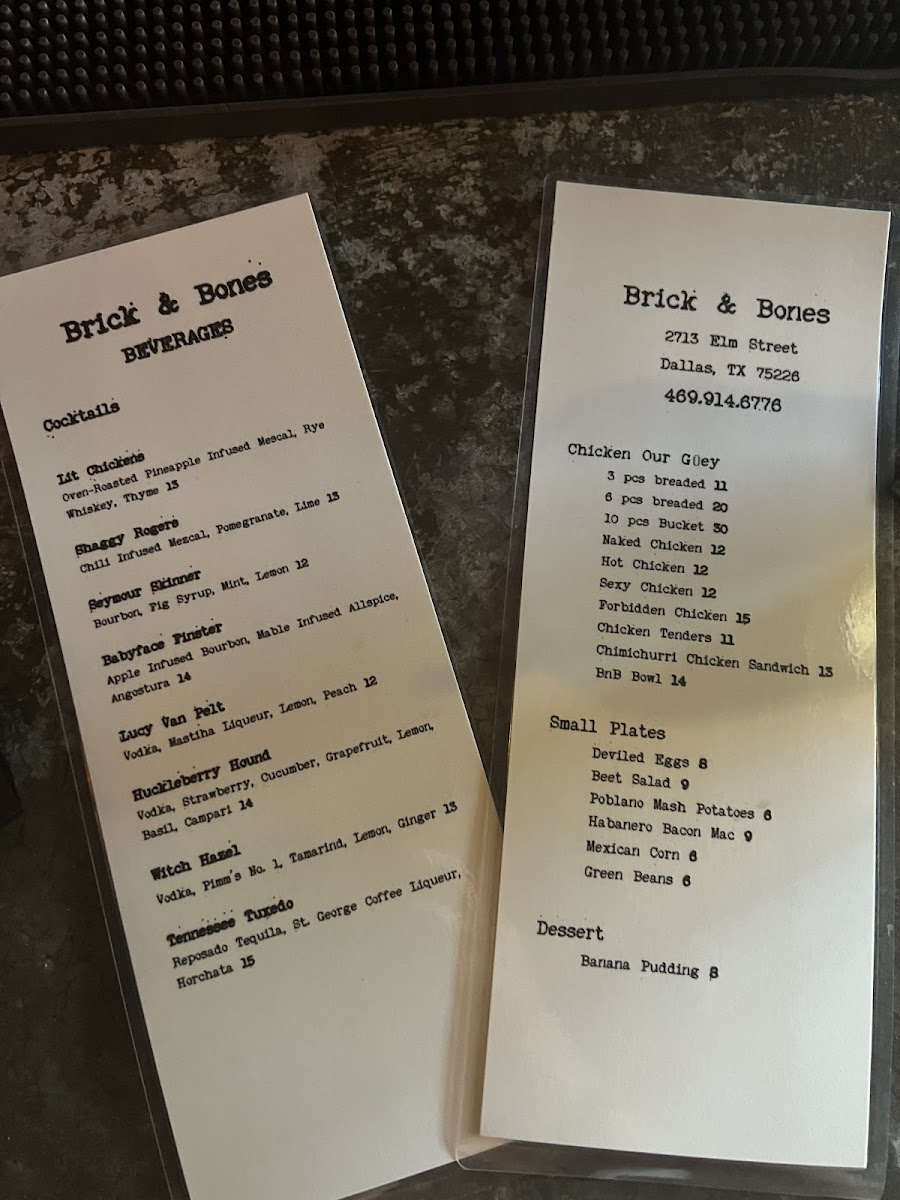 Brick & Bones
BEVERAGES
Cocktails
Lit Chickens
Oven-Roasted Pineapple Infused Mescal, Rye
Whiskey, Thyme 13
Shaggy Rogers
Chili Infused Mezcal, Pomegranate, Lime 13
Seymour Skinner
Bourbon, Fig Syrup, Mint, Lemon 12
Babyface Finster
Apple Infused Bourbon, Mable Infused Allspice,
Angostura 14
Lucy Van Pelt
Vodka, Mastiha Liqueur, Lemon, Peach 12
Huckleberry Hound
Vodka, Strawberry, Cucumber, Grapefruit, Lemon,
Basil, Campari 14
Witch Hazel
Vodka, Pimm's No. 1, Tamarind, Lemon, Ginger 13
Tennessee Tuxedo
Reposado Tequila, St. George Coffee Liqueur,
Horchata 15
Brick & Bones
2713 Elm Street
Dallas, TX 75226
469.914.6776
Chicken Our Güey
3 pcs breaded 11
6 pcs breaded 20
10 pcs Bucket 30
Naked Chicken 12
Hot Chicken 12
Sexy Chicken 12
Forbidden Chicken 15
Chicken Tenders 11
Chimichurri Chicken Sandwich 13
BnB Bowl 14
Small Plates
Deviled Eggs 8
Beet Salad 9
Poblano Mash Potatoes 6
Habanero Bacon Mac 9
Mexican Corn 6
Green Beans 6
Dessert
Banana Pudding 8